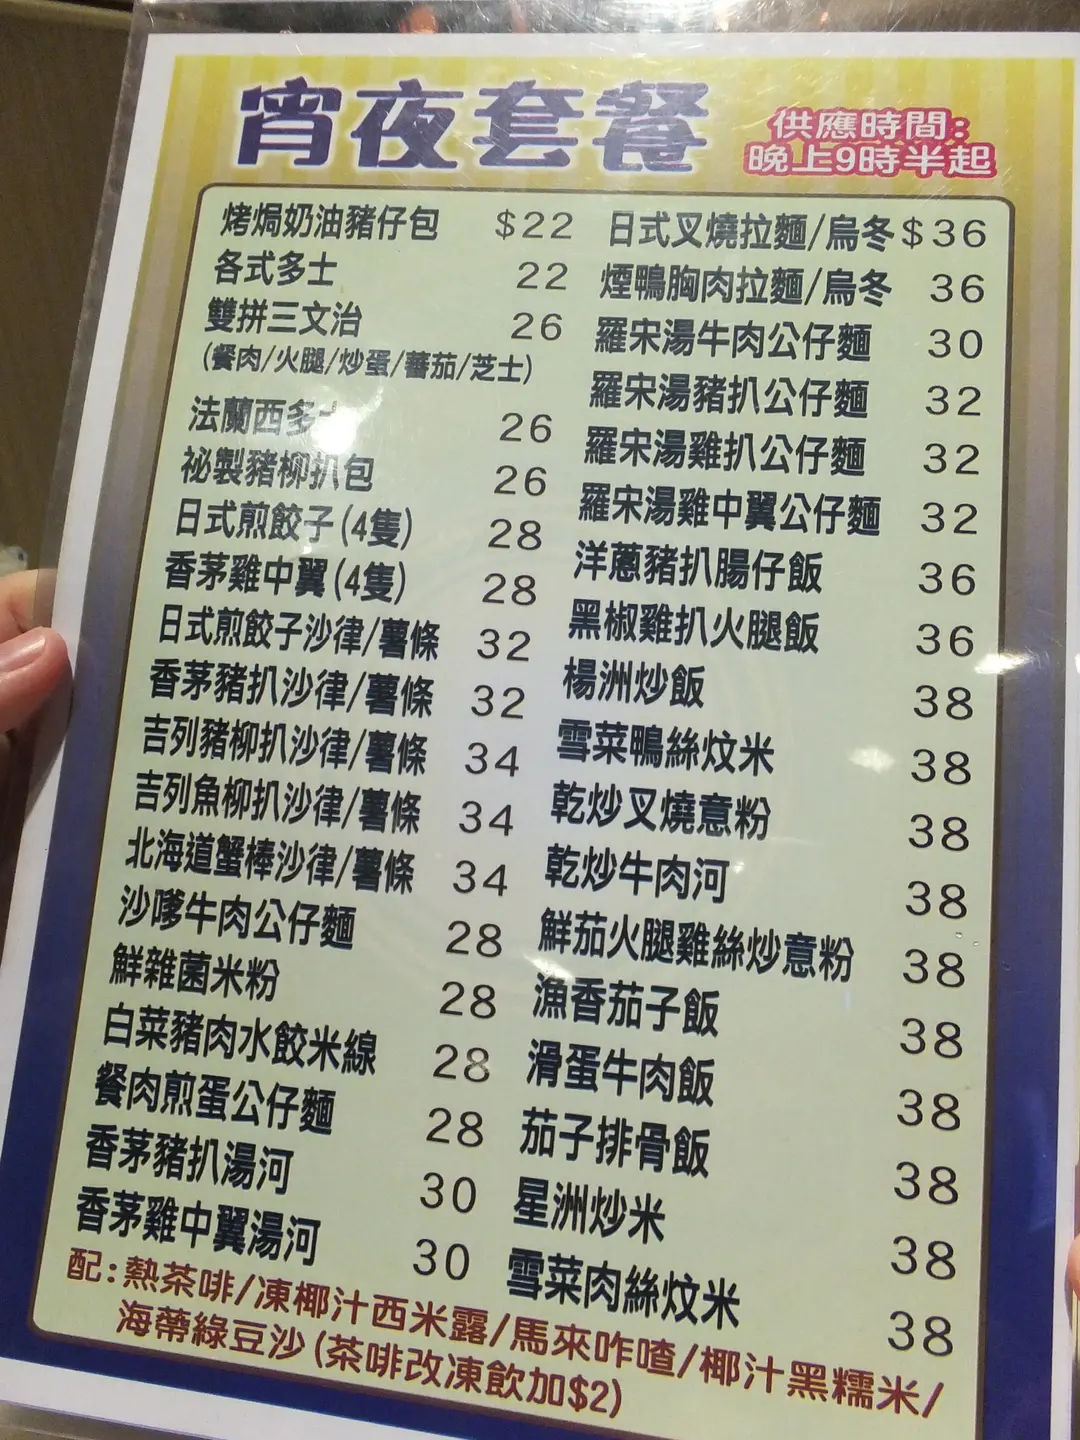 宵夜套餐
供應時間:
晚上9時半起
烤焗奶油豬仔包 $22
各式多士 22
雙拼三文治 26
(餐肉/火腿/炒蛋/蕃茄/芝士)
法蘭西多士 26
祕製豬柳扒包 26
日式煎餃子(4隻) 28
香茅雞中翼(4隻) 28
日式煎餃子沙律/薯條 32
香茅豬扒沙律/薯條 32
吉列豬柳扒沙律/薯條 34
吉列魚柳扒沙律/薯條 34
北海道蟹棒沙律/薯條 34
沙嗲牛肉公仔麵 28
鮮雜菌米粉 28
白菜豬肉水餃米線 28
餐肉煎蛋公仔麵 28
香茅豬扒湯河 30
香茅雞中翼湯河 30
日式叉燒拉麵/烏冬 $36
煙鴨胸肉拉麵/烏冬 36
羅宋湯牛肉公仔麵 30
羅宋湯豬扒公仔麵 32
羅宋湯雞扒公仔麵 32
羅宋湯雞中翼公仔麵 32
洋蔥豬扒腸仔飯 36
黑椒雞扒火腿飯 36
楊洲炒飯 38
雪菜鴨絲炆米 38
乾炒叉燒意粉 38
乾炒牛肉河 38
鮮茄火腿雞絲炒意粉 38
漁香茄子飯 38
滑蛋牛肉飯 38
茄子排骨飯 38
星洲炒米 38
雪菜肉絲炆米 38
配:熱茶啡/凍椰汁西米露/馬來咋喳/椰汁黑糯米/
海帶綠豆沙(茶啡改凍飲加$2)